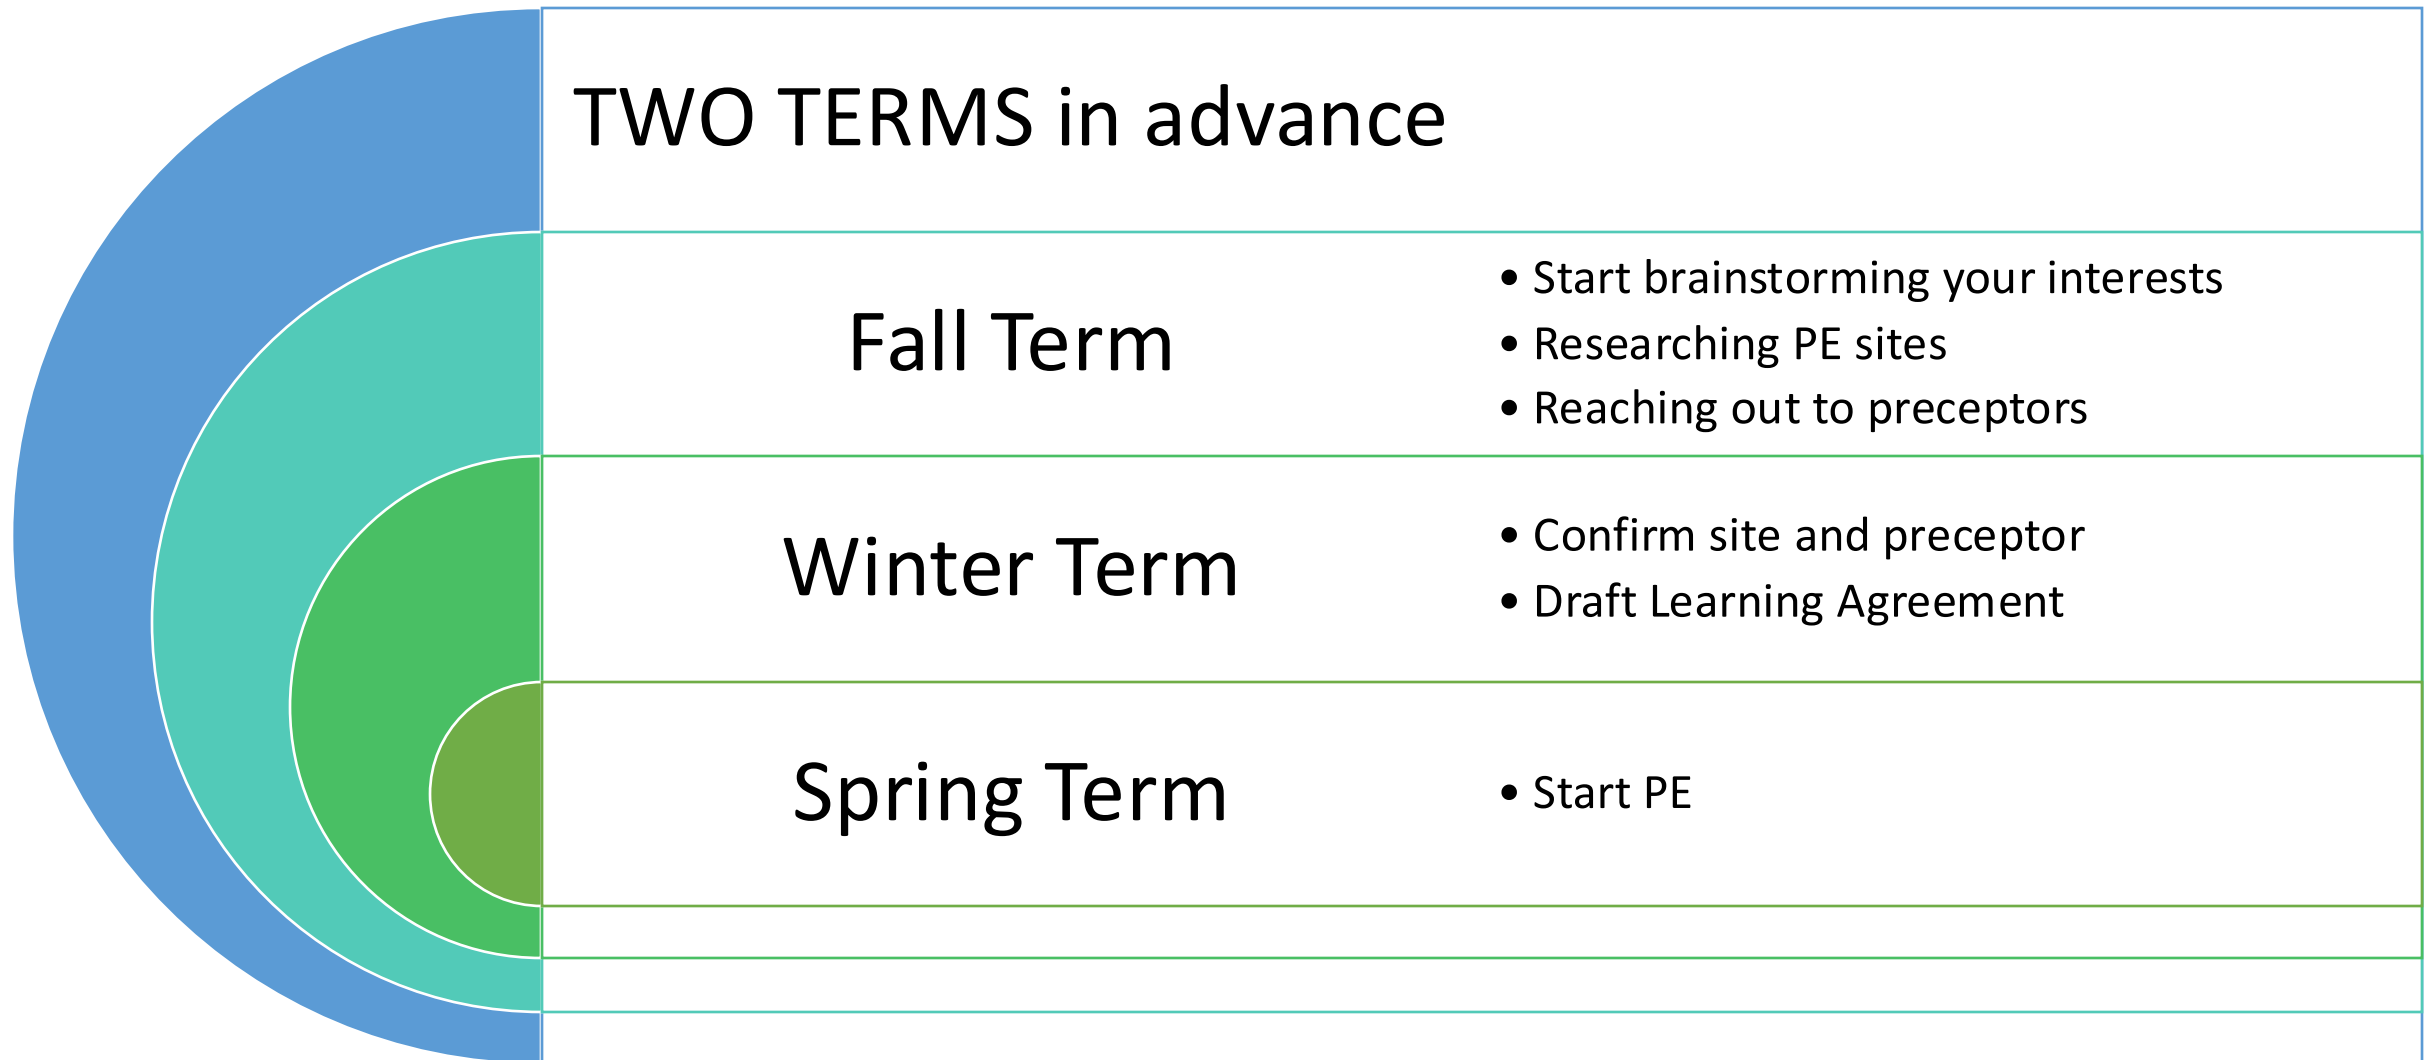 TWO TERMS in advance
Fall Term
• Start brainstorming your interests
• Researching PE sites
• Reaching out to preceptors
Winter Term
• Confirm site and preceptor
• Draft Learning Agreement
Spring Term
• Start PE